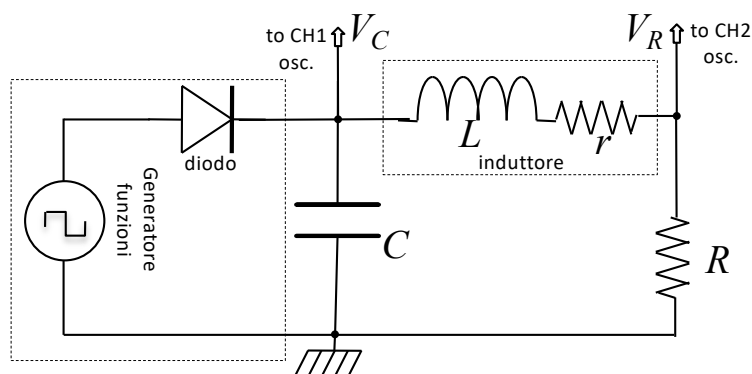 to CH1
osc.
V_C
V_R
to CH2
osc.
diodo
L
r
induttore
Generatore
funzioni
C
R